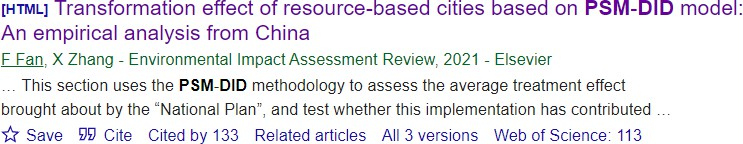 [HTML] Transformation effect of resource-based cities based on PSM-DID model:
An empirical analysis from China
F Fan, X Zhang - Environmental Impact Assessment Review, 2021 - Elsevier
… This section uses the PSM-DID methodology to assess the average treatment effect
brought about by the “National Plan”, and test whether this implementation has contributed …
Save Cite Cited by 133 Related articles All 3 versions Web of Science: 113